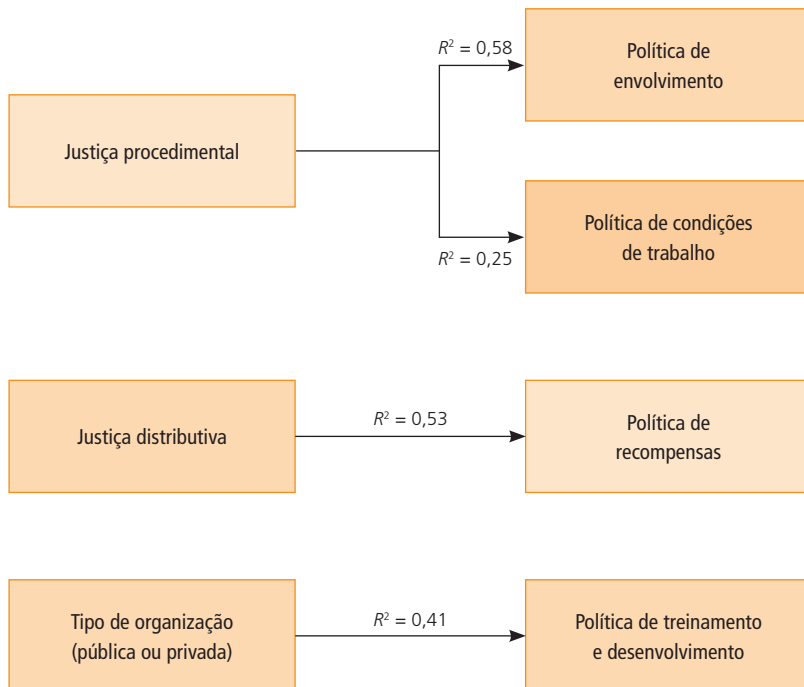 R² = 0,58
Política de
envolvimento
Justiça procedimental
Política de condições
de trabalho
R² = 0,25
Justiça distributiva
R² = 0,53
Política de
recompensas
Tipo de organização
(pública ou privada)
R² = 0,41
Política de treinamento
e desenvolvimento